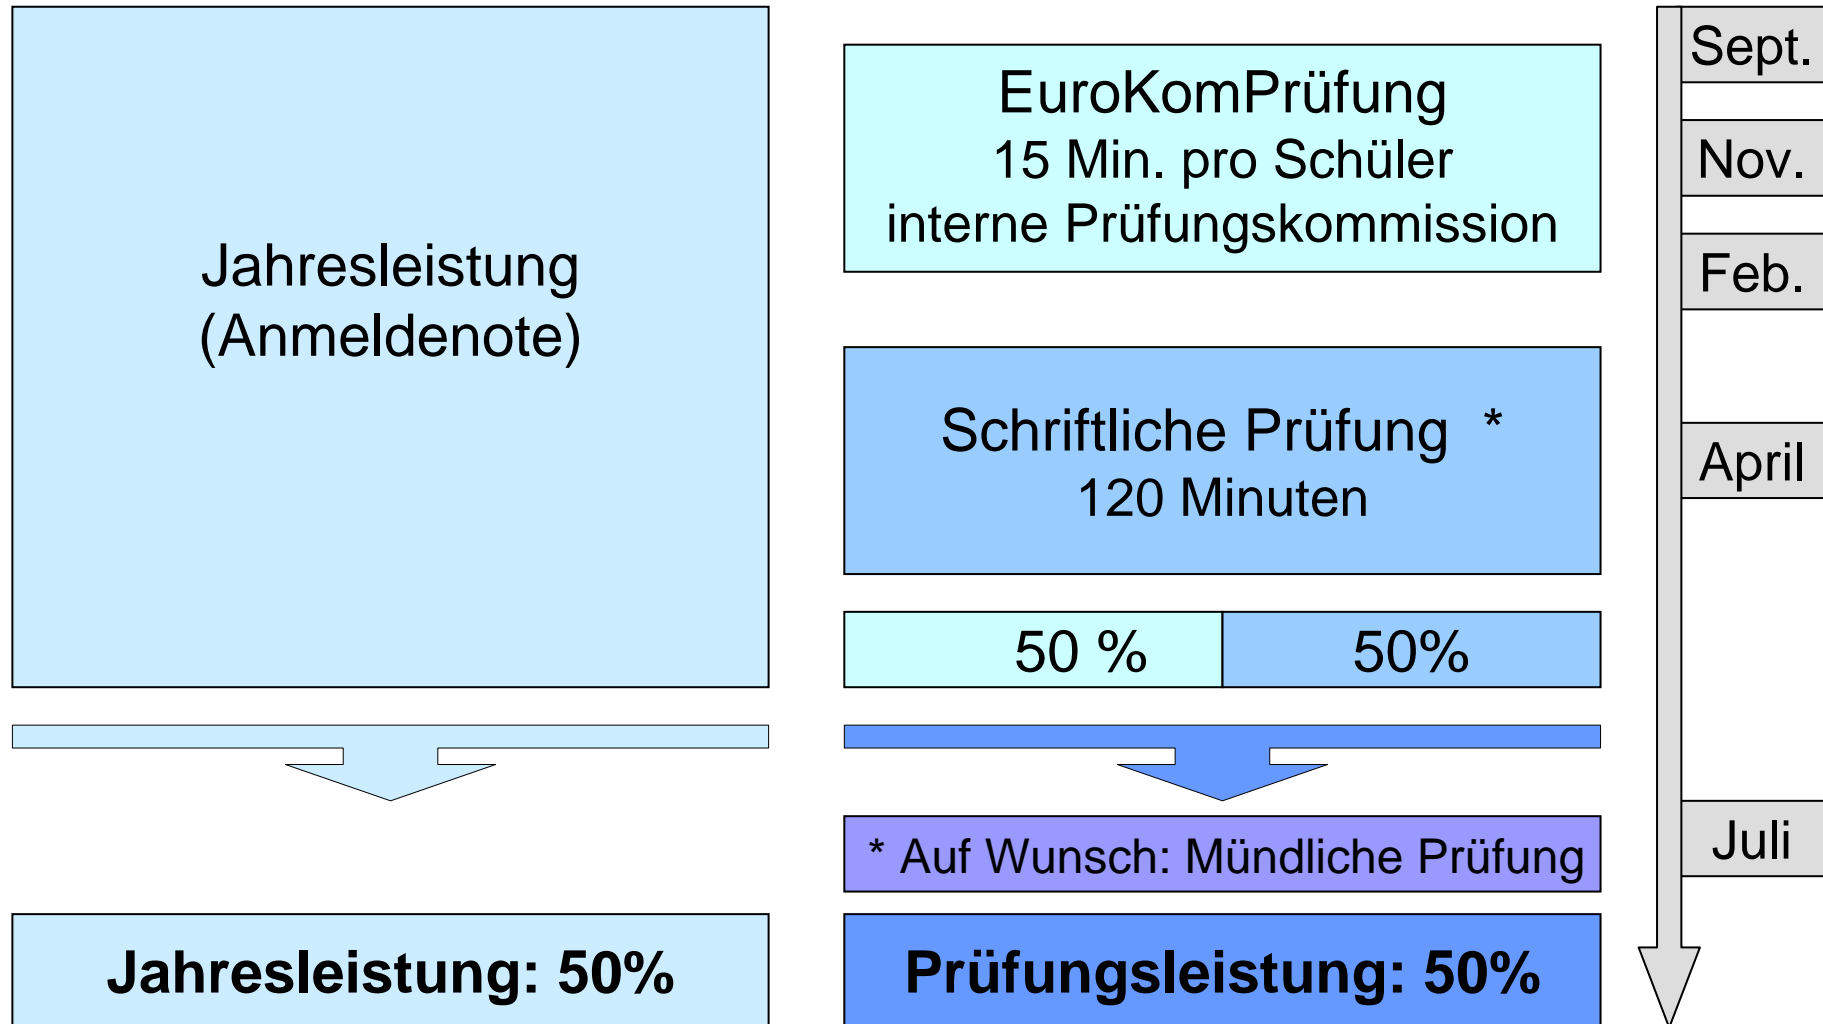 Jahresleistung
(Anmeldenote)
EuroKomPrüfung
15 Min. pro Schüler
interne Prüfungskommission
Schriftliche Prüfung *
120 Minuten
50 % 50%
* Auf Wunsch: Mündliche Prüfung
Jahresleistung: 50%
Prüfungsleistung: 50%
Sept.
Nov.
Feb.
April
Juli